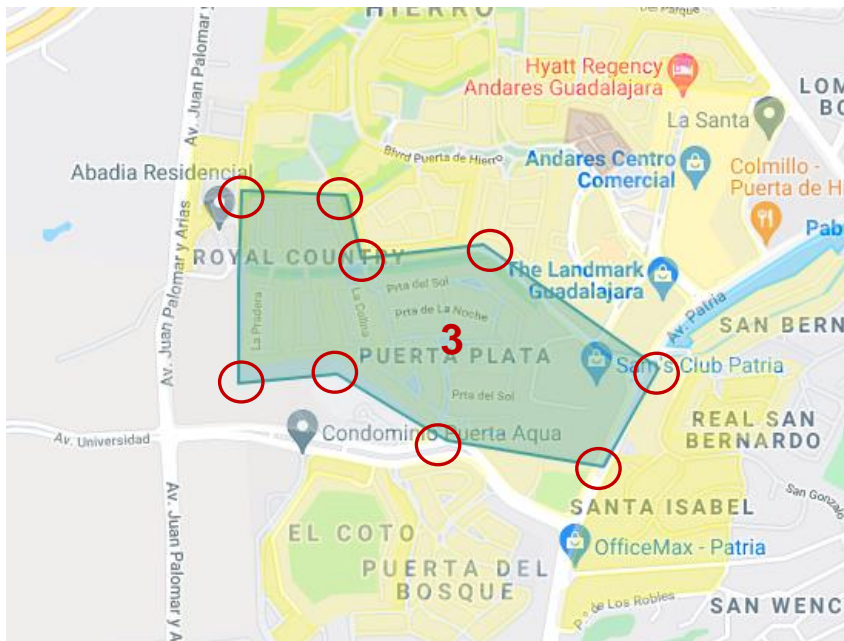 HIERRO
Del Parque
Av. Juan Palomar y Arias
Hyatt Regency
Andares Guadalajara
LOM
BO
La Santa
Blvrd Puerta de Hierro
Andares Centro
Comercial
Colmillo -
Puerta de Hi
Abadia Residencial
Pab
ROYAL COUNTRY
The Landmark
Guadalajara
Prta del Sol
La Pradera
La Colina
Prta de La Noche
Av. Patria
SAN BERN
3
PUERTA PLATA
Sam's Club Patria
Prta del Sol
REAL SAN
BERNARDO
Av. Universidad
Condominio Puerta Aqua
San Gonzalo
Av. Juan Palomar y A
SANTA ISABEL
EL COTO
OfficeMax - Patria
PUERTA DEL
BOSQUE
P.º de Los Robles
SAN WENC